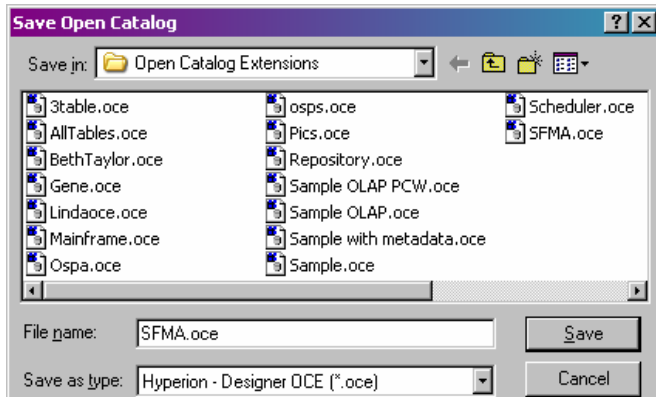 Save Open Catalog
Save in: Open Catalog Extensions
3table.oce osps.oce Scheduler.oce
AllTables.oce Pics.oce SFMA.oce
BethTaylor.oce Repository.oce
Gene.oce Sample OLAP PCW.oce
Lindaoce.oce Sample OLAP.oce
Mainframe.oce Sample with metadata.oce
Ospa.oce Sample.oce
File name: SFMA.oce Save
Save as type: Hyperion - Designer OCE (*.oce) Cancel